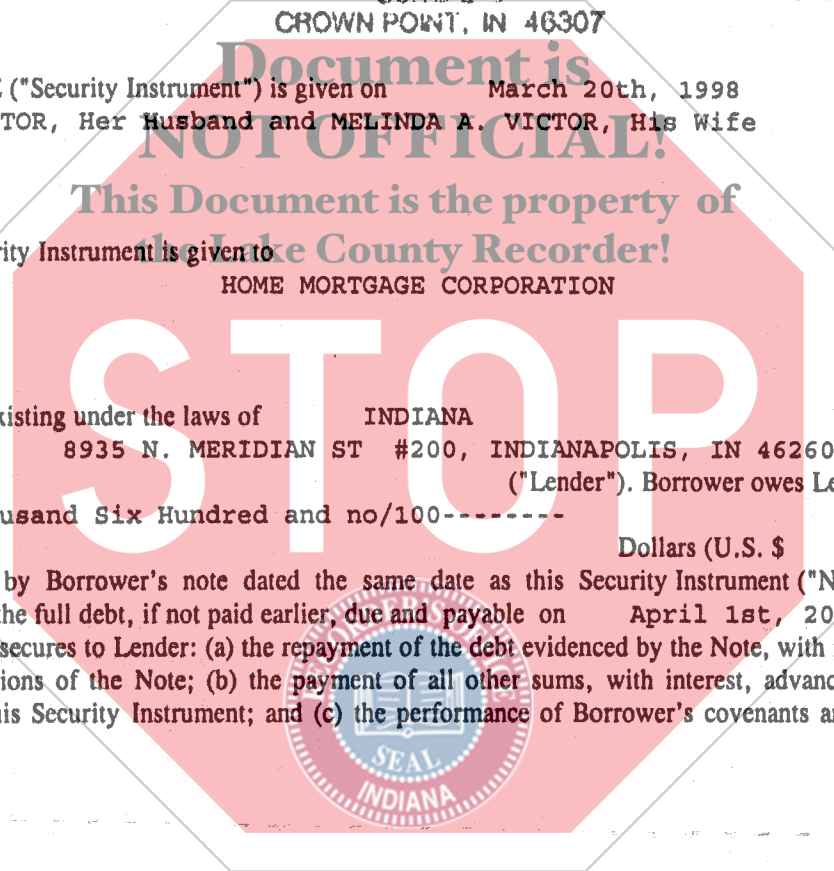 CROWN POINT, IN 46307
Document is
("Security Instrument") is given on March 20th, 1998
TOR, Her Husband and MELINDA A. VICTOR, His Wife
NOT OFFICIAL!
This Document is the property of
rity Instrument is given to
the Lake County Recorder!
HOME MORTGAGE CORPORATION
STOP
xisting under the laws of INDIANA
8935 N. MERIDIAN ST #200, INDIANAPOLIS, IN 46260
("Lender"). Borrower owes Le
usand Six Hundred and no/100--------
Dollars (U.S. $
by Borrower's note dated the same date as this Security Instrument ("N
the full debt, if not paid earlier, due and payable on April 1st, 20
secures to Lender: (a) the repayment of the debt evidenced by the Note, with
ions of the Note; (b) the payment of all other sums, with interest, advanc
is Security Instrument; and (c) the performance of Borrower's covenants a
SEAL
INDIANA